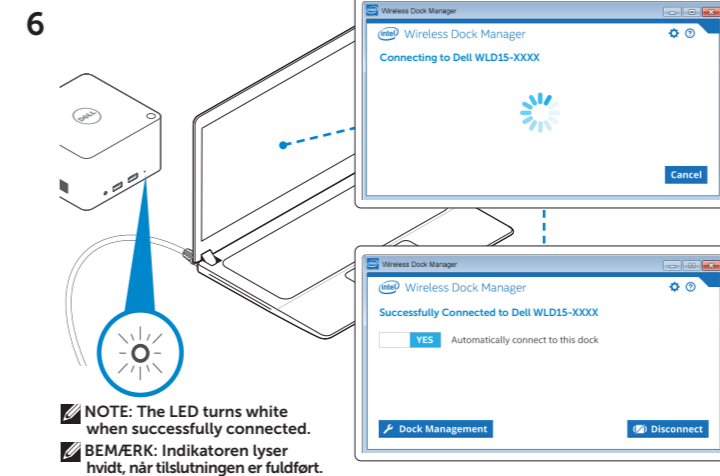 6
DELL
Wireless Dock Manager
intel Wireless Dock Manager
Connecting to Dell WLD15-XXXX
Cancel
Wireless Dock Manager
intel Wireless Dock Manager
Successfully Connected to Dell WLD15-XXXX
YES Automatically connect to this dock
Dock Management
Disconnect
NOTE: The LED turns white
when successfully connected.
BEMÆRK: Indikatoren lyser
hvidt, når tilslutningen er fuldført.